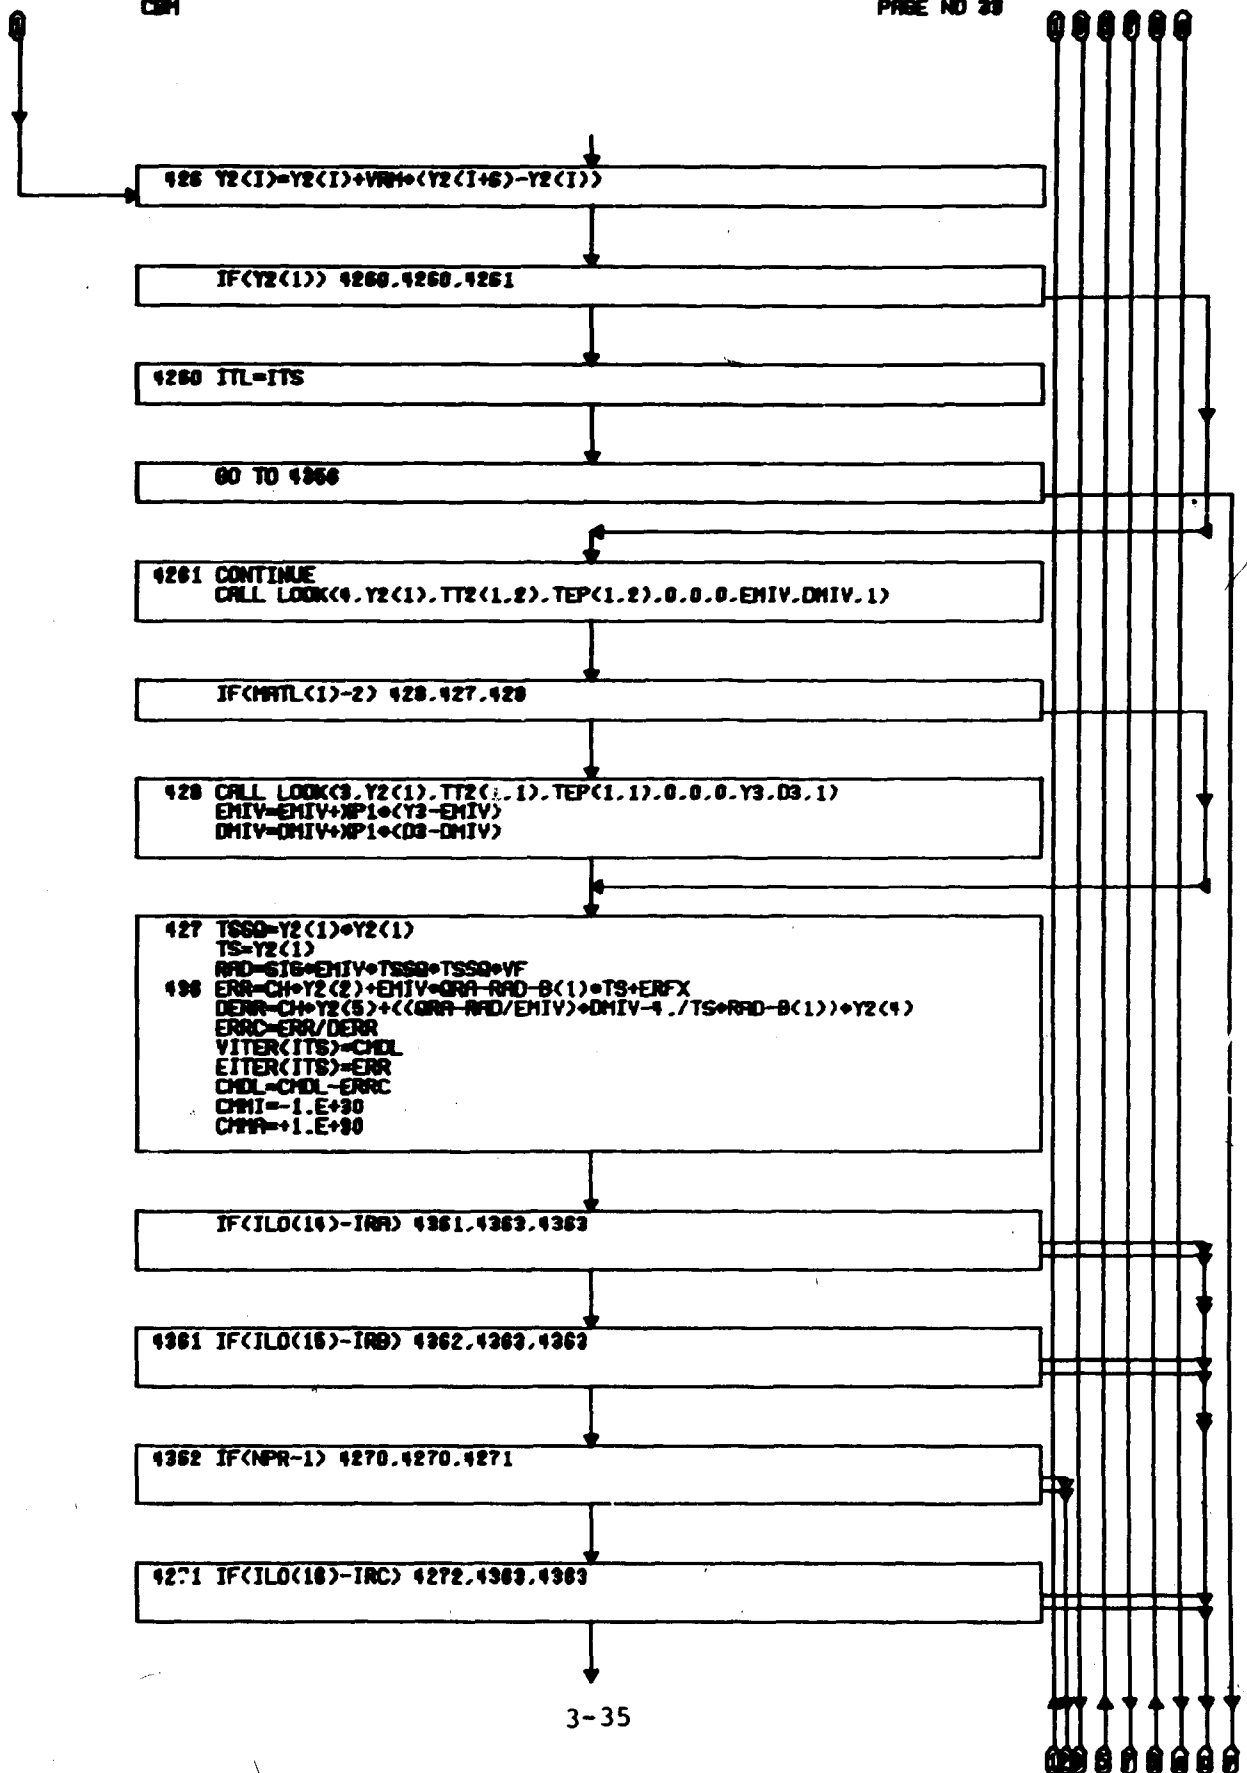 CBM
PAGE NO 33
426 Y2(I)=Y2(I)+VRM*(Y2(I+6)-Y2(I))
IF(Y2(1)) 4260,4260,4261
4260 ITL=ITS
GO TO 4356
4261 CONTINUE
CALL LOOK(4,Y2(1),TT2(1,2),TEP(1,2),0,0,0,EMIV,DMIV,1)
IF(MATL(1)-2) 428,427,428
428 CALL LOOK(3,Y2(1),TT2(1,1),TEP(1,1),0,0,0,Y3,D3,1)
EMIV=EMIV+XP1*(Y3-EMIV)
DMIV=DMIV+XP1*(D3-DMIV)
427 TSSQ=Y2(1)*Y2(1)
TS=Y2(1)
RAD=SIG*EMIV*TSSQ*TSSQ*VF
436 ERR=CH*Y2(2)+EMIV*QRA-RAD-B(1)*TS+ERFX
DERR=CH*Y2(5)+((QRA-RAD/EMIV)*DMIV-4./TS*RAD-B(1))*Y2(4)
ERRC=ERR/DERR
VITER(ITS)=CMDL
EITER(ITS)=ERR
CMDL=CMDL-ERRC
CMMI=-1.E+30
CMMA=+1.E+30
IF(ILO(14)-IRA) 4361,4363,4363
4361 IF(ILO(15)-IRB) 4362,4363,4363
4362 IF(NPR-1) 4270,4270,4271
4271 IF(ILO(16)-IRC) 4272,4363,4363
3-35